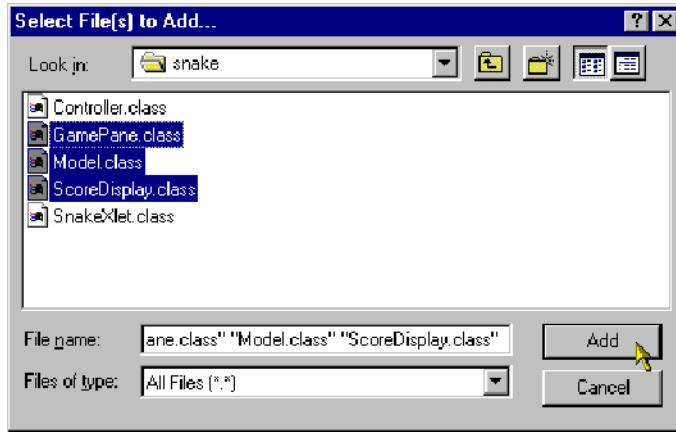 Select File(s) to Add...
Look in: snake
Controller.class
GamePane.class
Model.class
ScoreDisplay.class
SnakeXlet.class
File name: ane.class" "Model.class" "ScoreDisplay.class" Add
Files of type: All Files (*.*) Cancel